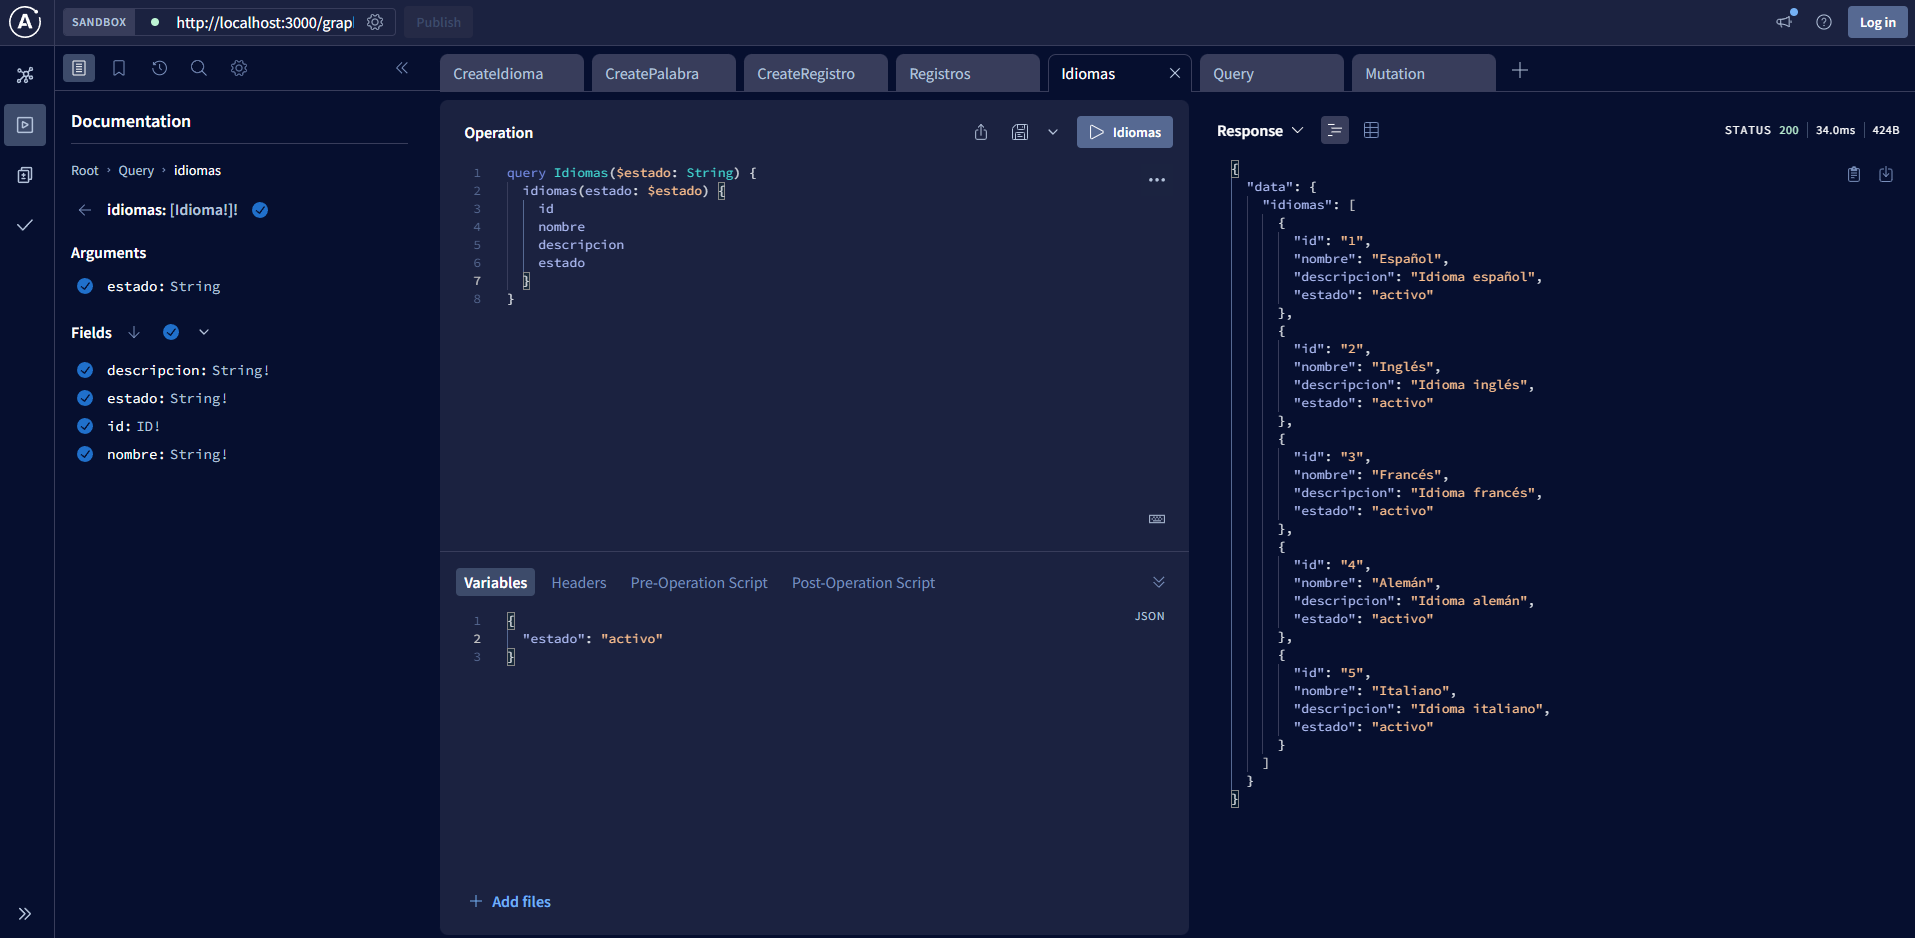 SANDBOX
http://localhost:3000/grap
Publish
Log in
CreateIdioma
CreatePalabra
CreateRegistro
Registros
Idiomas
Query
Mutation
Documentation
Root › Query › idiomas
idiomas: [Idioma!]!
Arguments
estado: String
Fields
descripcion: String!
estado: String!
id: ID!
nombre: String!
Operation
Idiomas
1 query Idiomas($estado: String) {
2 idiomas(estado: $estado) {
3 id
4 nombre
5 descripcion
6 estado
7 }
8 }
Variables
Headers
Pre-Operation Script
Post-Operation Script
JSON
1 {
2 "estado": "activo"
3 }
Add files
Response
STATUS 200
34.0ms
424B
{
"data": {
"idiomas": [
{
"id": "1",
"nombre": "Español",
"descripcion": "Idioma español",
"estado": "activo"
},
{
"id": "2",
"nombre": "Inglés",
"descripcion": "Idioma inglés",
"estado": "activo"
},
{
"id": "3",
"nombre": "Francés",
"descripcion": "Idioma francés",
"estado": "activo"
},
{
"id": "4",
"nombre": "Alemán",
"descripcion": "Idioma alemán",
"estado": "activo"
},
{
"id": "5",
"nombre": "Italiano",
"descripcion": "Idioma italiano",
"estado": "activo"
}
]
}
}